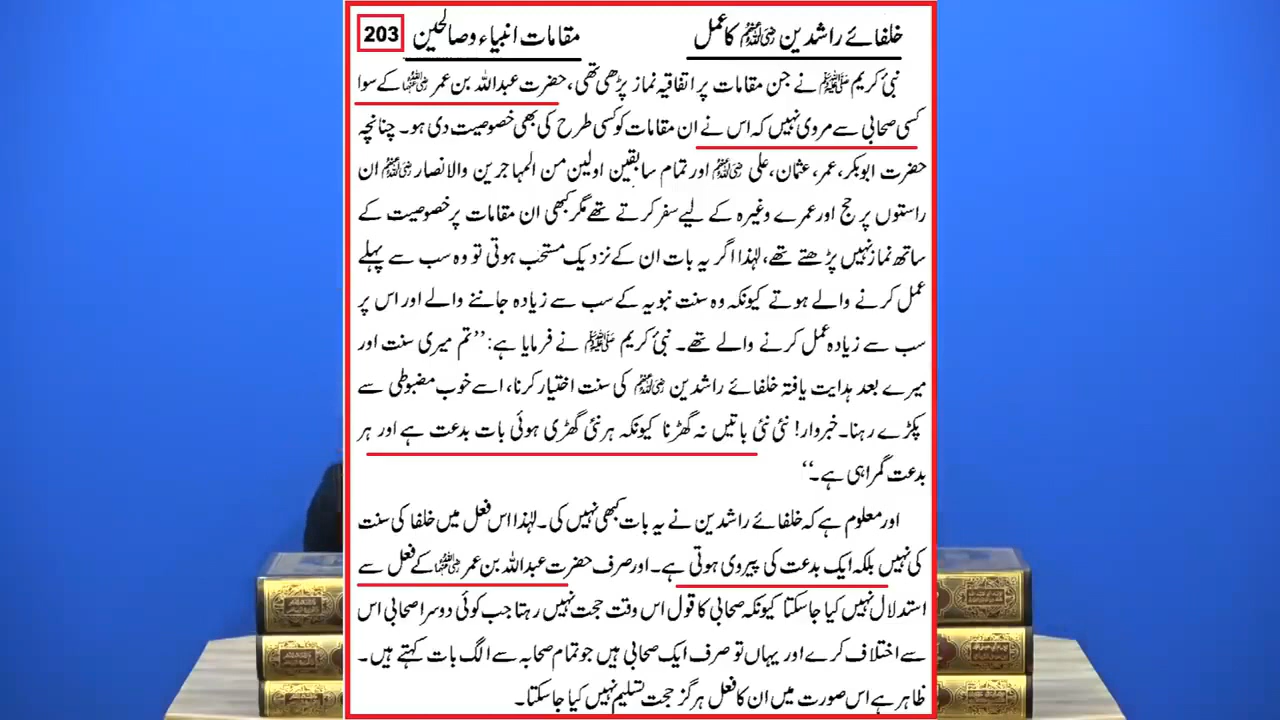 خلفائے راشدین رضی اللہ عنہم کا عمل مقامات انبیاء و صالحین 203
نبیٔ کریم ﷺ نے جن مقامات پر اتفاقیہ نماز پڑھی تھی، حضرت عبداللہ بن عمر رضی اللہ عنہما کے سوا
کسی صحابی سے مروی نہیں کہ اس نے ان مقامات کو کسی طرح کی بھی خصوصیت دی ہو۔ چنانچہ
حضرت ابوبکر، عمر، عثمان، علی رضی اللہ عنہم اور تمام سابقین اولین من المہاجرین والانصار رضی اللہ عنہم ان
راستوں پر حج اور عمرے وغیرہ کے لیے سفر کرتے تھے مگر کبھی ان مقامات پر خصوصیت کے
ساتھ نماز نہیں پڑھتے تھے، لہٰذا اگر یہ بات ان کے نزدیک مستحب ہوتی تو وہ سب سے پہلے
عمل کرنے والے ہوتے کیونکہ وہ سنت نبویہ کے سب سے زیادہ جاننے والے اور اس پر
سب سے زیادہ عمل کرنے والے تھے۔ نبیٔ کریم ﷺ نے فرمایا ہے: ’’تم میری سنت اور
میرے بعد ہدایت یافتہ خلفائے راشدین رضی اللہ عنہم کی سنت اختیار کرنا، اسے خوب مضبوطی سے
پکڑے رہنا۔ خبردار! نئی نئی باتیں نہ گھڑنا کیونکہ ہر نئی گھڑی ہوئی بات بدعت ہے اور ہر
بدعت گمراہی ہے۔‘‘
اور معلوم ہے کہ خلفائے راشدین نے یہ بات کبھی نہیں کی۔ لہٰذا اس فعل میں خلفا کی سنت
کی نہیں بلکہ ایک بدعت کی پیروی ہوتی ہے۔ اور صرف حضرت عبداللہ بن عمر رضی اللہ عنہما کے فعل سے
استدلال نہیں کیا جا سکتا کیونکہ صحابی کا قول اس وقت حجت نہیں رہتا جب کوئی دوسرا صحابی اس
سے اختلاف کرے اور یہاں تو صرف ایک صحابی ہیں جو تمام صحابہ سے الگ بات کہتے ہیں۔
ظاہر ہے اس صورت میں ان کا فعل ہرگز حجت تسلیم نہیں کیا جا سکتا۔